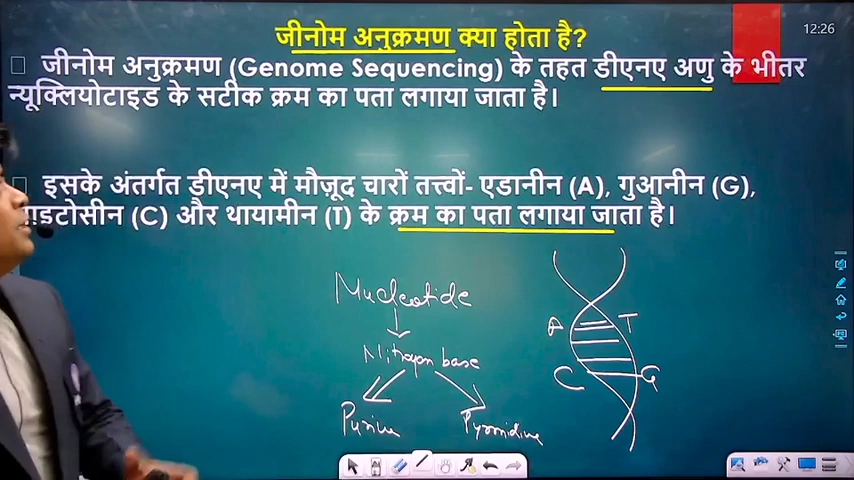 जीनोम अनुक्रमण क्या होता है?
12:26
जीनोम अनुक्रमण (Genome Sequencing) के तहत डीएनए अणु के भीतर
न्यूक्लियोटाइड के सटीक क्रम का पता लगाया जाता है।
इसके अंतर्गत डीएनए में मौज़ूद चारों तत्त्वों- एडानीन (A), गुआनीन (G),
इटोसीन (C) और थायामीन (T) के क्रम का पता लगाया जाता है।
Nucleotide
A T
Nitrogen base
C G
Purine Pyrmidine